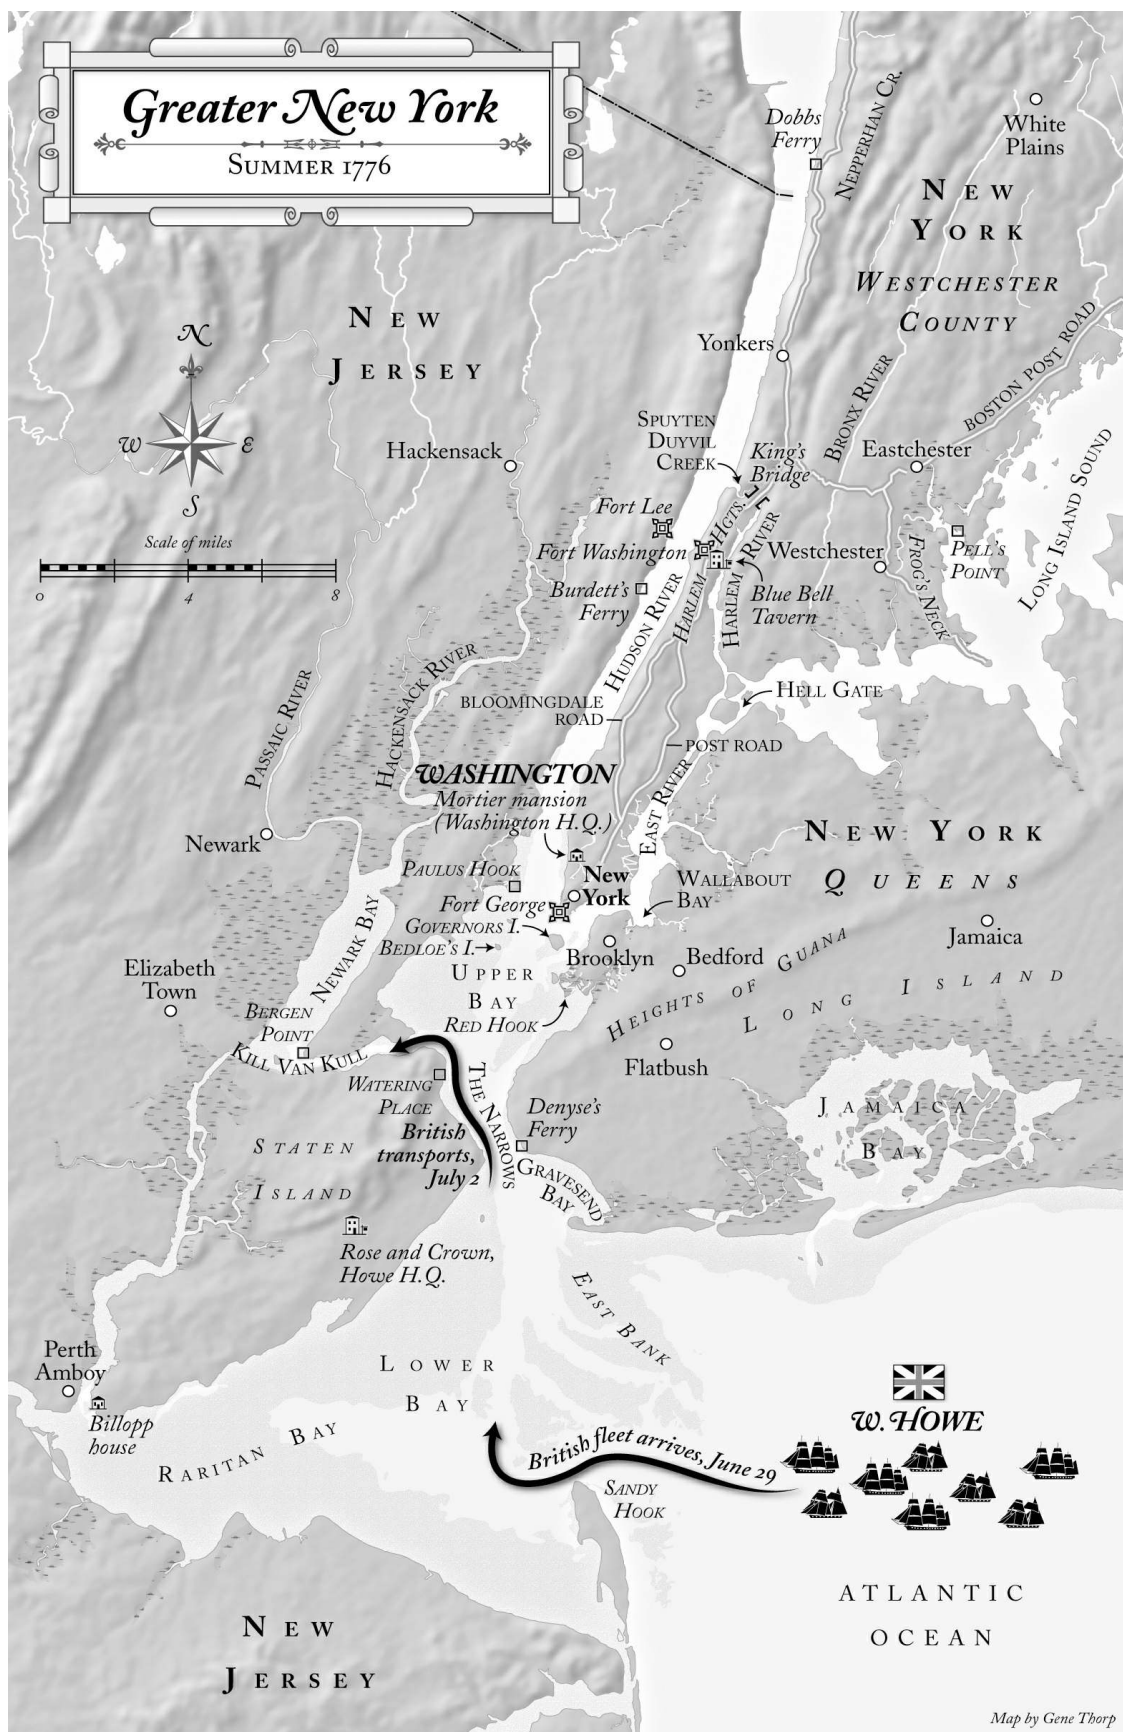 Greater New York
SUMMER 1776
Dobbs
Ferry
NEPPERHAN CR.
White
Plains
NEW
YORK
WESTCHESTER
COUNTY
NEW
JERSEY
N
W
E
S
Yonkers
BRONX RIVER
BOSTON POST ROAD
SPUYTEN
DUYVIL
CREEK
King's
Bridge
Eastchester
Hackensack
LONG ISLAND SOUND
Fort Lee
HARLEM HGTS.
Fort Washington
HARLEM RIVER
Westchester
PELL'S
POINT
FROG'S NECK
Scale of miles
0
4
8
Burdett's
Ferry
Blue Bell
Tavern
HUDSON RIVER
HACKENSACK RIVER
PASSAIC RIVER
BLOOMINGDALE
ROAD
HELL GATE
POST ROAD
WASHINGTON
Mortier mansion
(Washington H.Q.)
EAST RIVER
NEW YORK
QUEENS
Newark
PAULUS HOOK
New
York
WALLABOUT
BAY
Fort George
GOVERNORS I.
BEDLOE'S I.
NEWARK BAY
Brooklyn
Bedford
Jamaica
HEIGHTS OF GUANA
LONG ISLAND
UPPER
BAY
RED HOOK
Elizabeth
Town
BERGEN
POINT
KILL VAN KULL
Flatbush
WATERING
PLACE
THE NARROWS
Denyse's
Ferry
JAMAICA
BAY
British
transports,
July 2
STATEN
ISLAND
GRAVESEND
BAY
Rose and Crown,
Howe H.Q.
EAST BANK
Perth
Amboy
Billopp
house
LOWER
BAY
RARITAN BAY
W. HOWE
British fleet arrives, June 29
SANDY
HOOK
ATLANTIC
OCEAN
NEW
JERSEY
Map by Gene Thorp